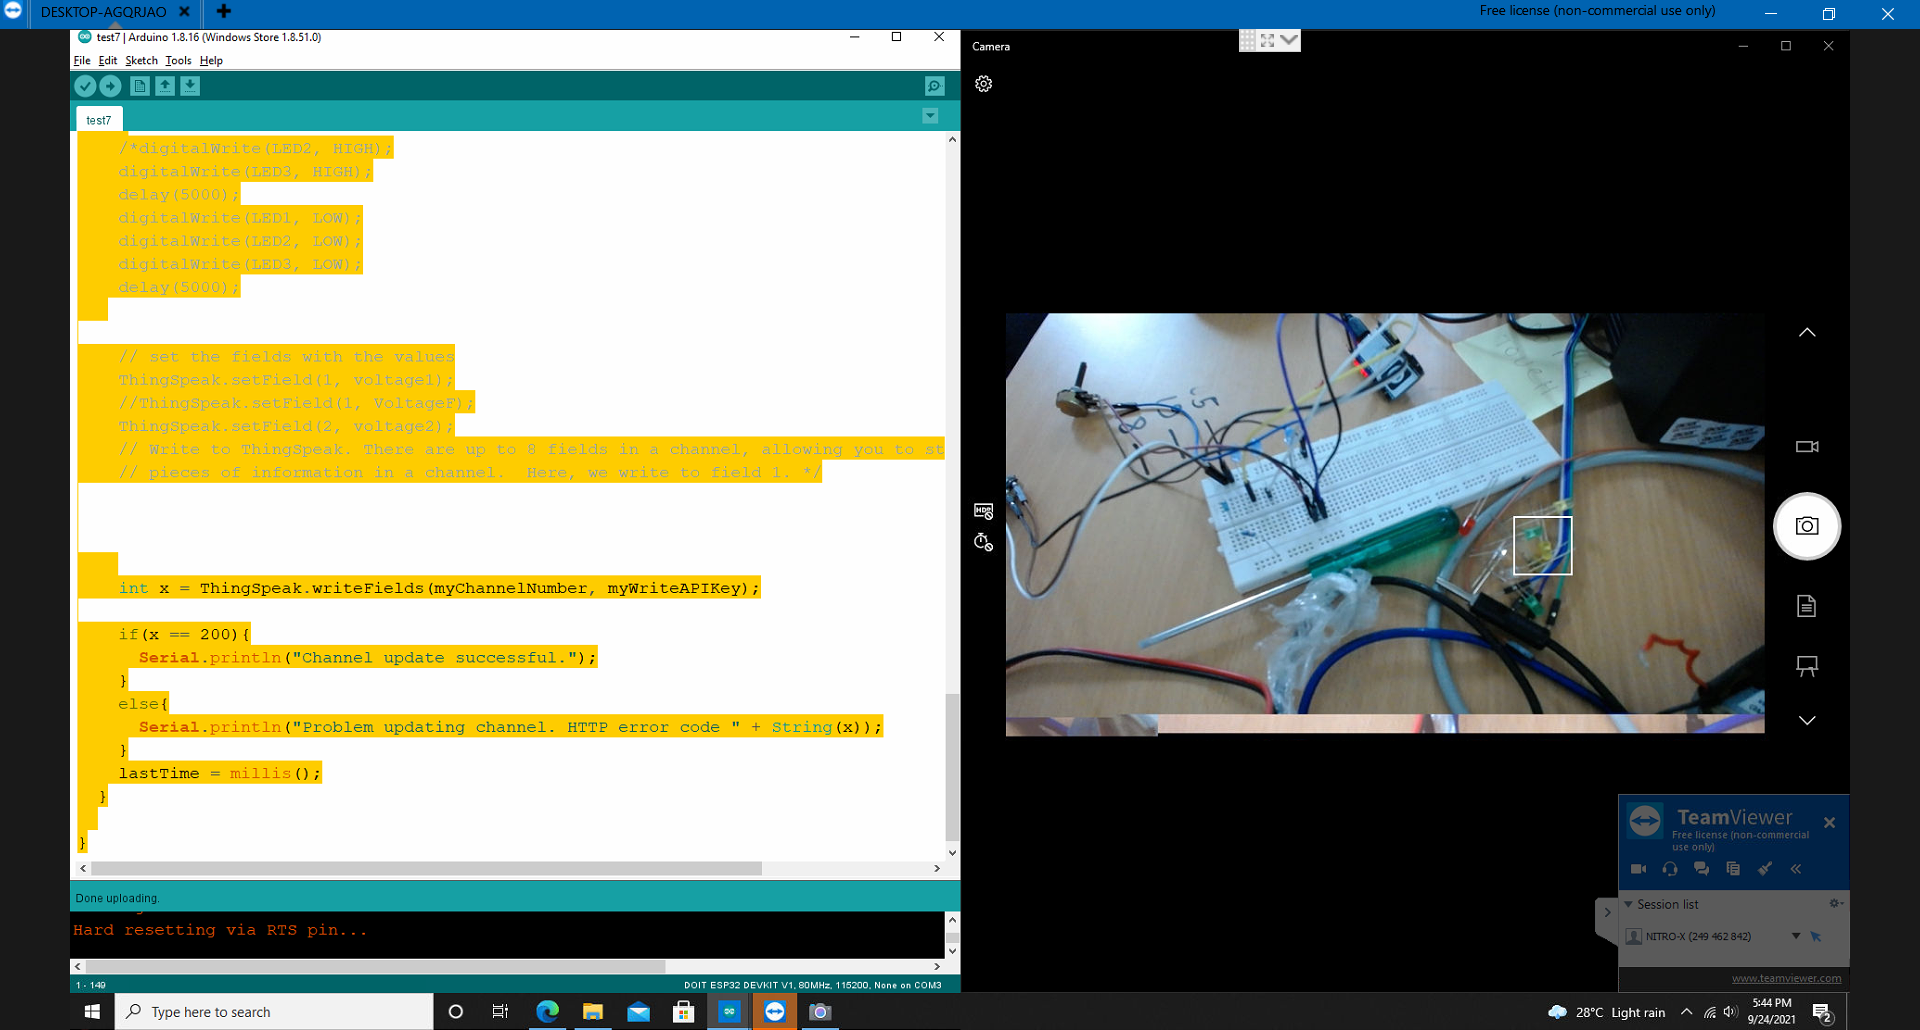 DESKTOP-AGQRJAO
Free license (non-commercial use only)
test7 | Arduino 1.8.16 (Windows Store 1.8.51.0)
File Edit Sketch Tools Help
test7
/*digitalWrite(LED2, HIGH);
digitalWrite(LED3, HIGH);
delay(5000);
digitalWrite(LED1, LOW);
digitalWrite(LED2, LOW);
digitalWrite(LED3, LOW);
delay(5000);
// set the fields with the values
ThingSpeak.setField(1, voltage1);
//ThingSpeak.setField(1, VoltageF);
ThingSpeak.setField(2, voltage2);
// Write to ThingSpeak. There are up to 8 fields in a channel, allowing you to st
// pieces of information in a channel.  Here, we write to field 1. */
int x = ThingSpeak.writeFields(myChannelNumber, myWriteAPIKey);
if(x == 200){
Serial.println("Channel update successful.");
}
else{
Serial.println("Problem updating channel. HTTP error code " + String(x));
}
lastTime = millis();
}
}
Done uploading.
Hard resetting via RTS pin...
1 - 149
DOIT ESP32 DEVKIT V1, 80MHz, 115200, None on COM3
Camera
HDR
TeamViewer
Free license (non-commercial
use only)
Session list
NITRO-X (249 462 842)
www.teamviewer.com
Type here to search
28°C Light rain
5:44 PM
9/24/2021
2